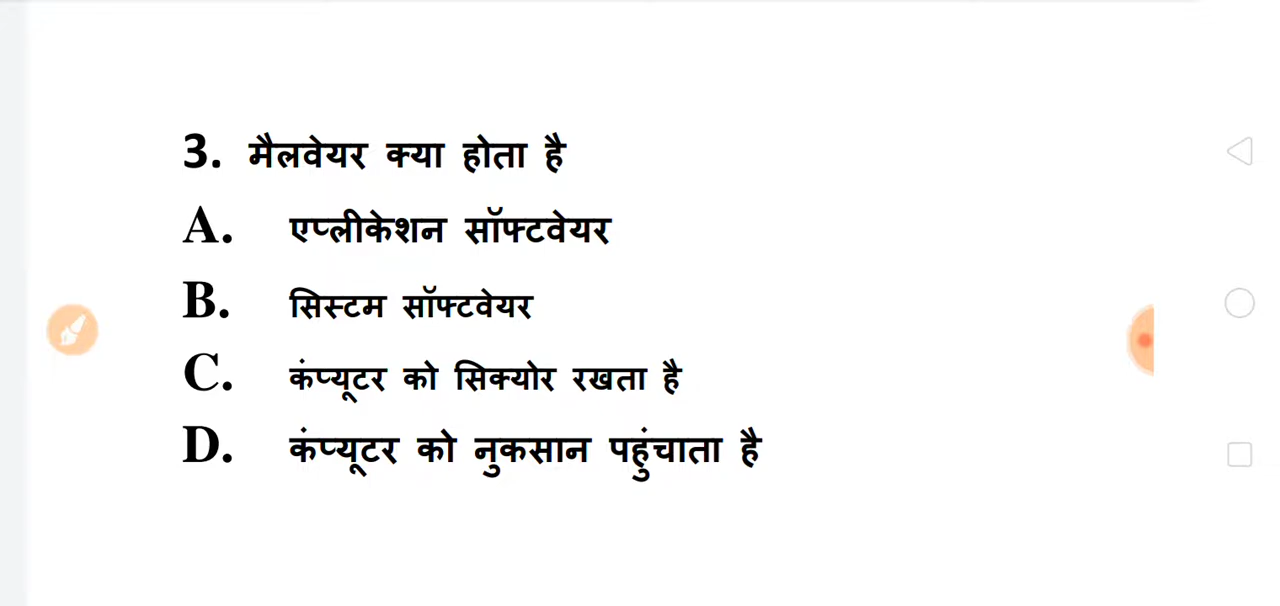 3. मैलवेयर क्या होता है
A. एप्लीकेशन सॉफ्टवेयर
B. सिस्टम सॉफ्टवेयर
C. कंप्यूटर को सिक्योर रखता है
D. कंप्यूटर को नुकसान पहुंचाता है